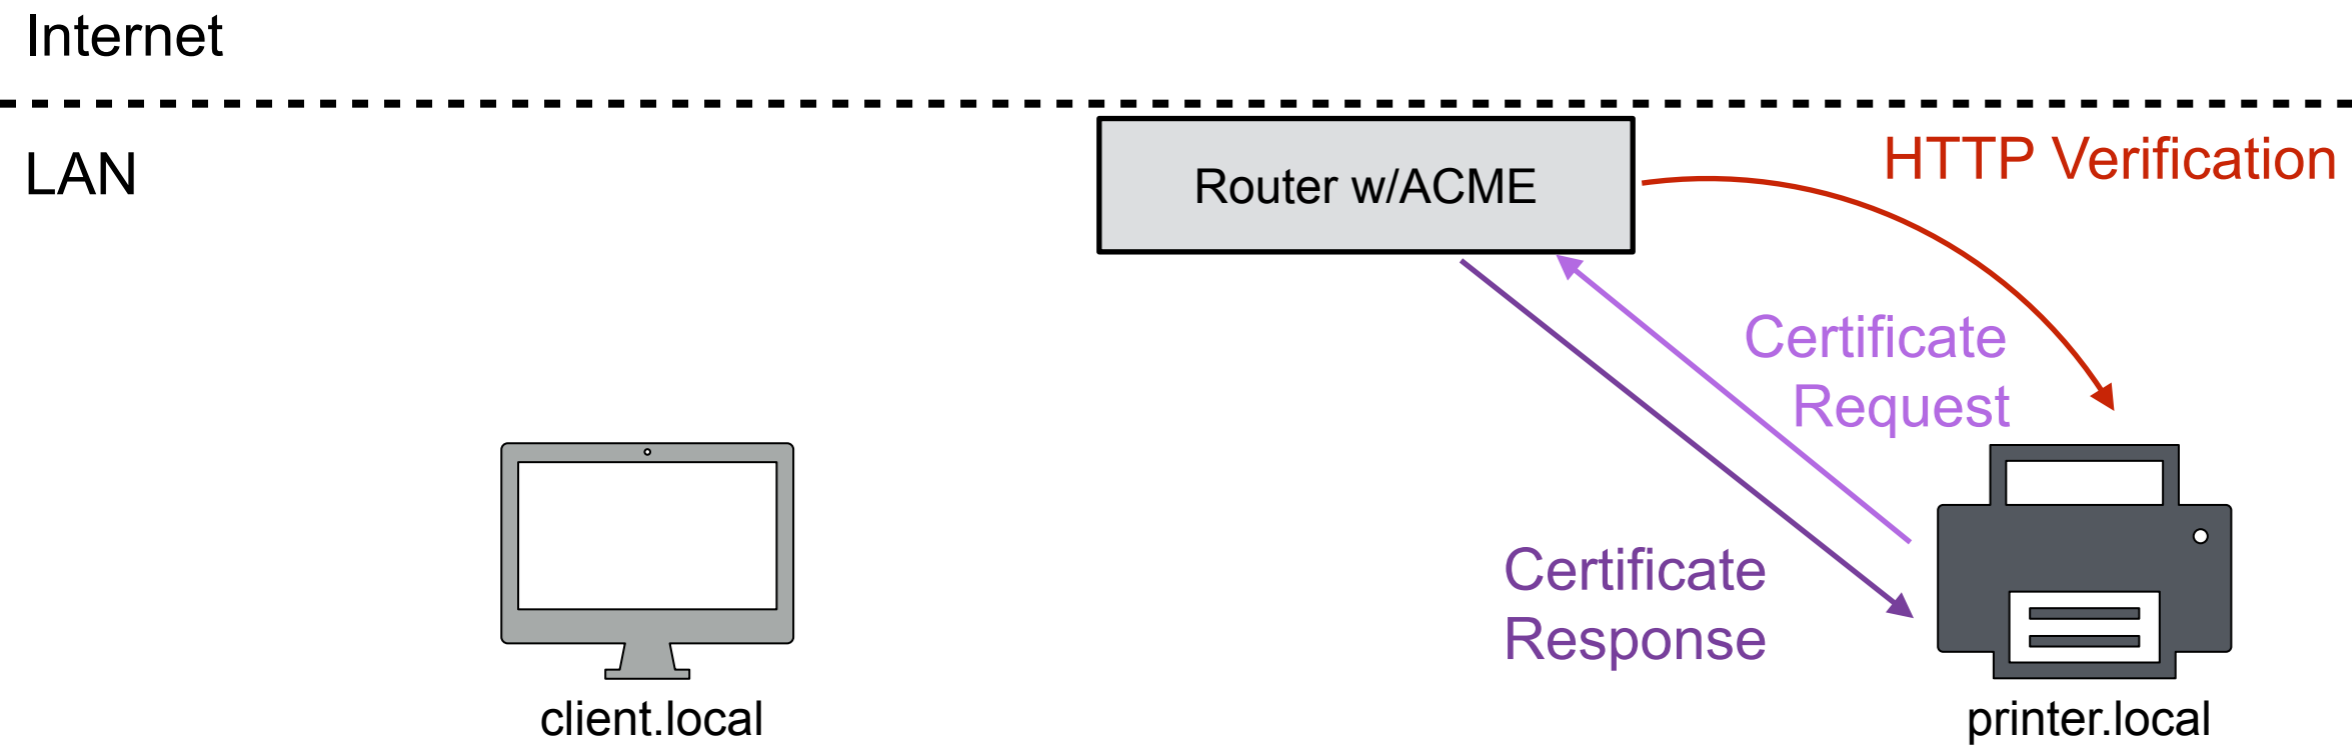 Internet
LAN
Router w/ACME
HTTP Verification
Certificate
Request
Certificate
Response
client.local
printer.local